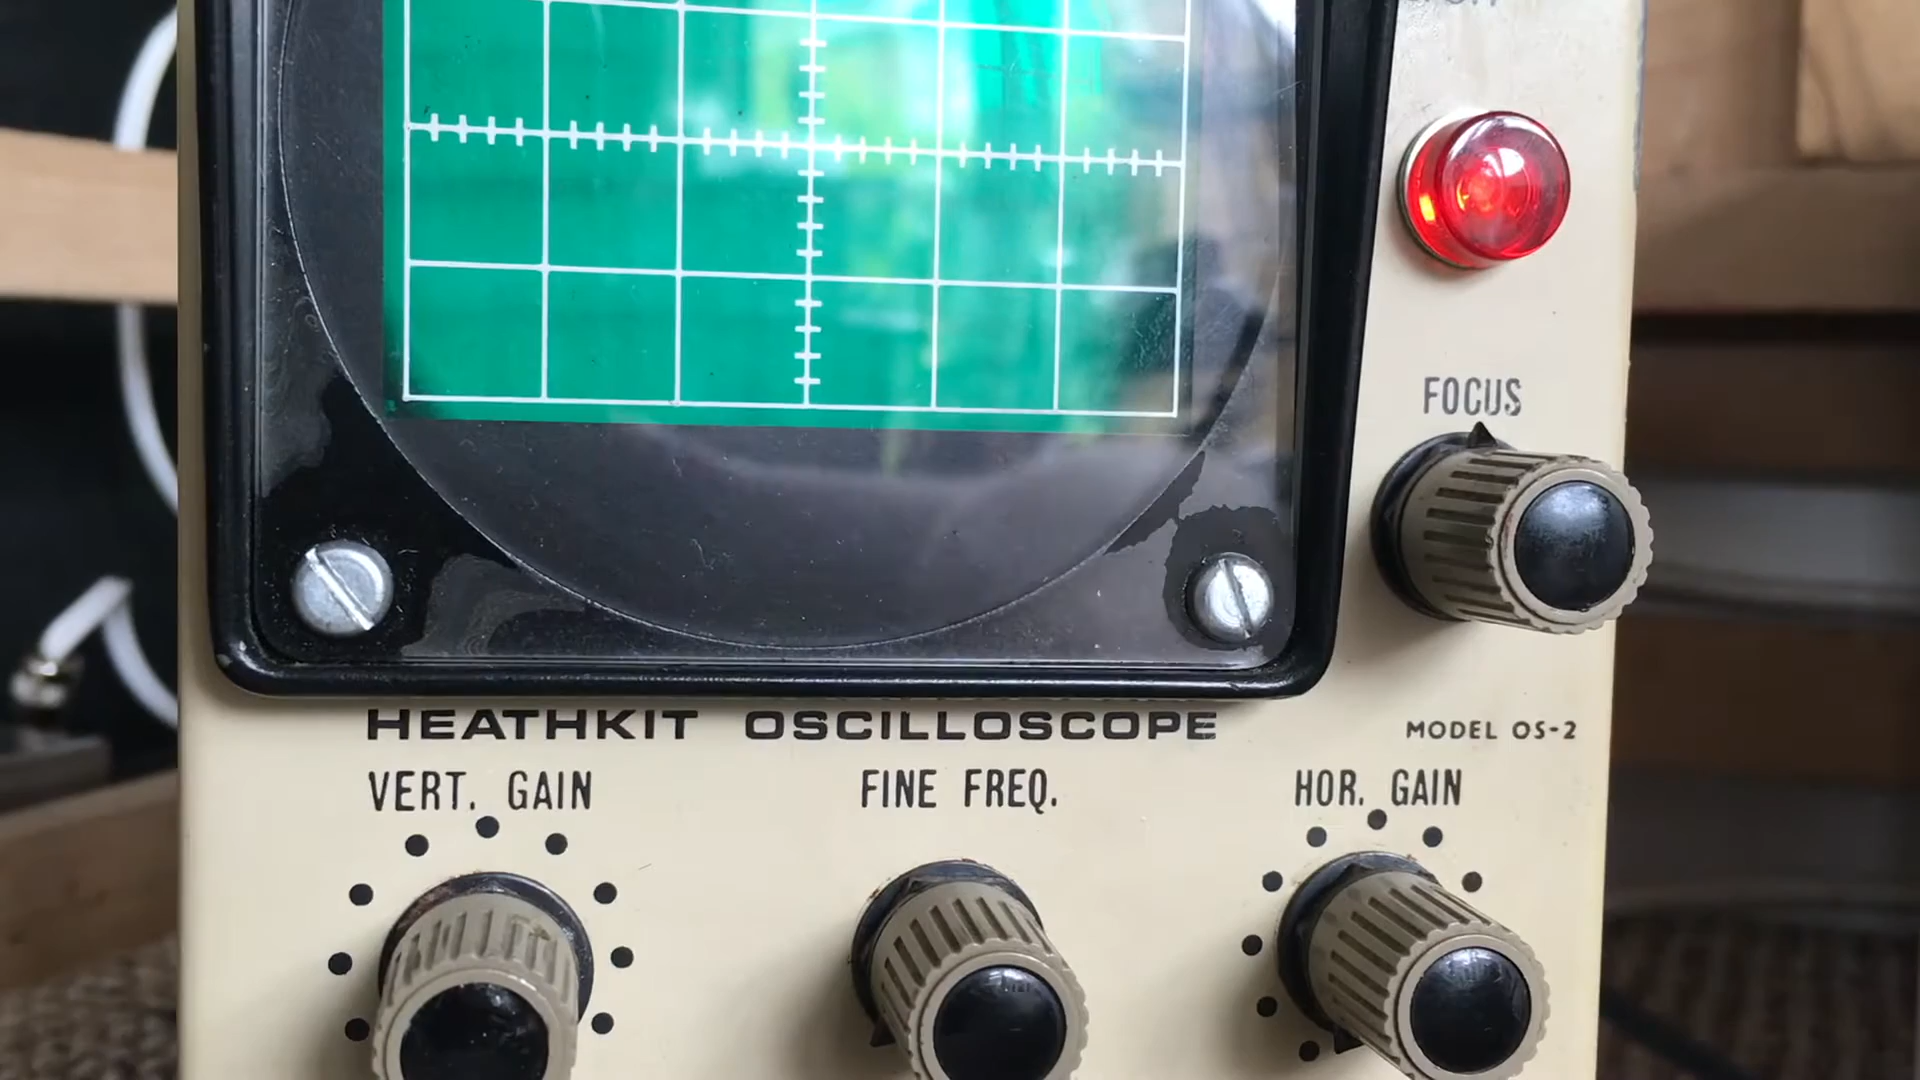 FOCUS
HEATHKIT OSCILLOSCOPE
MODEL OS-2
VERT. GAIN
FINE FREQ.
HOR. GAIN